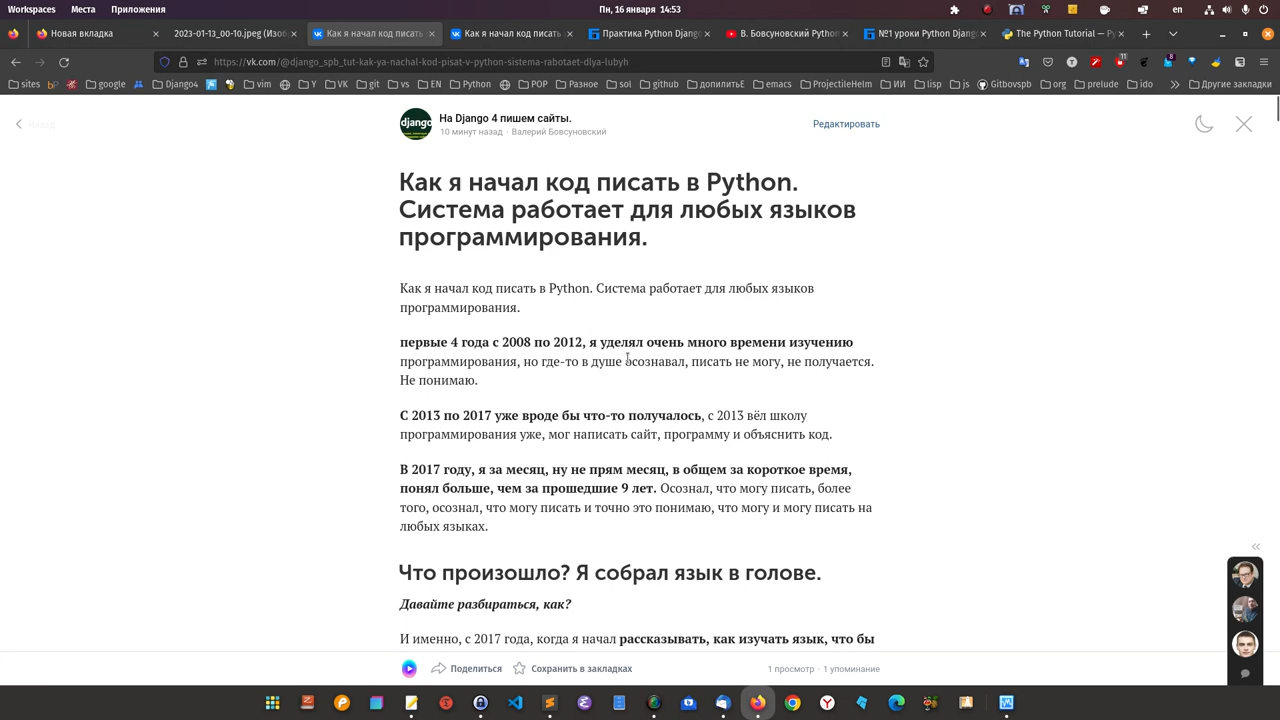 Workspaces Места Приложения Пн, 16 января 14:53 en
Новая вкладка
2023-01-13_00-10.jpeg (Изоб
Как я начал код писать
Как я начал код писать
Практика Python Django
В. Бовсуновский Python
№1 уроки Python Django
The Python Tutorial — Py
https://vk.com/@django_spb_tut-kak-ya-nachal-kod-pisat-v-python-sistema-rabotaet-dlya-lubyh
11
8
sites google Django4 vim Y VK git Python POP Разное sol github допилитьЕ emacs ProjectileHelm ИИ lisp js Gitbovspb org prelude ido Другие закладки
Назад
django
На Django 4 пишем сайты.
10 минут назад · Валерий Бовсуновский
Редактировать
Как я начал код писать в Python.
Система работает для любых языков
программирования.
Как я начал код писать в Python. Система работает для любых языков
программирования.
первые 4 года с 2008 по 2012, я уделял очень много времени изучению
программирования, но где-то в душе осознавал, писать не могу, не получается.
Не понимаю.
С 2013 по 2017 уже вроде бы что-то получалось, с 2013 вёл школу
программирования уже, мог написать сайт, программу и объяснить код.
В 2017 году, я за месяц, ну не прям месяц, в общем за короткое время,
понял больше, чем за прошедшие 9 лет. Осознал, что могу писать, более
того, осознал, что могу писать и точно это понимаю, что могу и могу писать на
любых языках.
Что произошло? Я собрал язык в голове.
Давайте разбираться, как?
И именно, с 2017 года, когда я начал рассказывать, как изучать язык, что бы
Поделиться Сохранить в закладках 1 просмотр · 1 упоминание